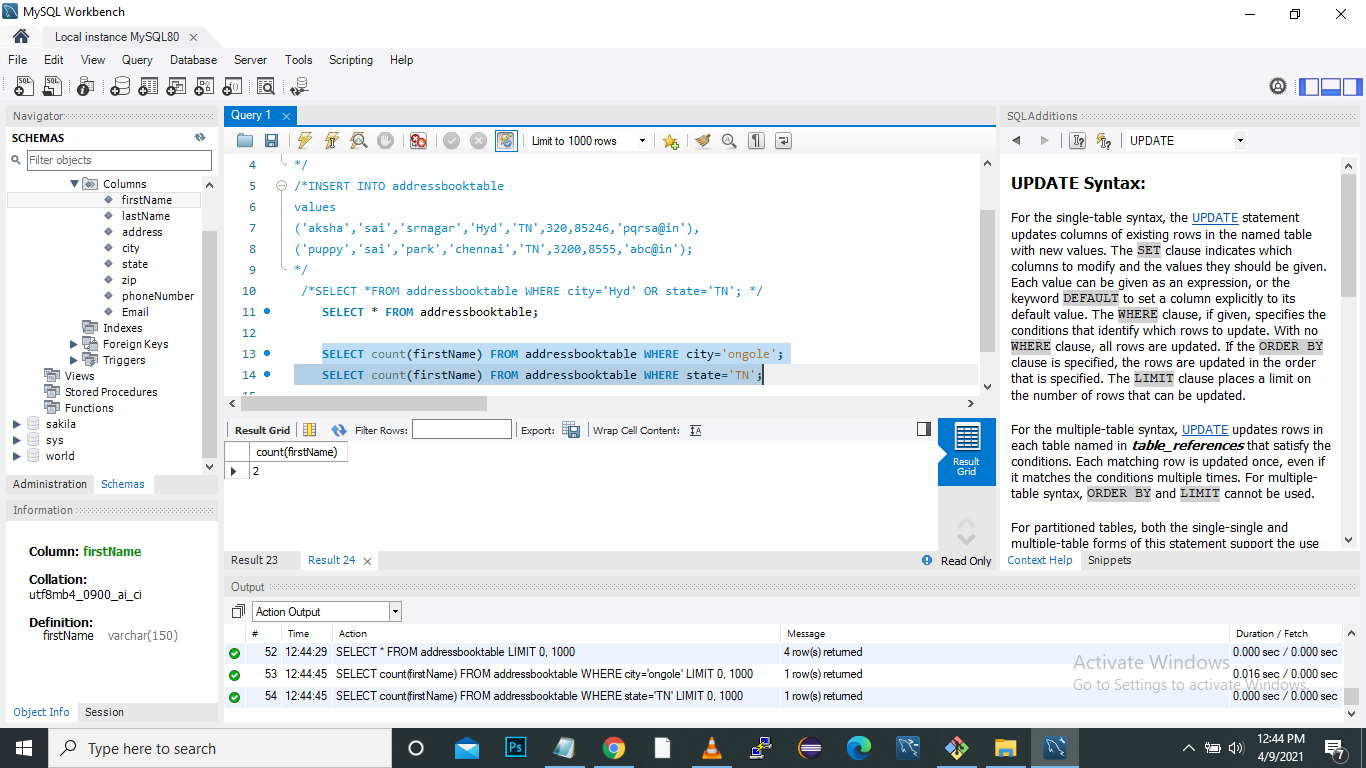 MySQL Workbench
Local instance MySQL80
File Edit View Query Database Server Tools Scripting Help
Navigator
SCHEMAS
Filter objects
Columns
firstName
lastName
address
city
state
zip
phoneNumber
Email
Indexes
Foreign Keys
Triggers
Views
Stored Procedures
Functions
sakila
sys
world
Administration Schemas
Information
Column: firstName
Collation:
utf8mb4_0900_ai_ci
Definition:
firstName varchar(150)
Object Info Session
Query 1
Limit to 1000 rows
4 */
5 /*INSERT INTO addressbooktable
6 values
7 ('aksha','sai','srnagar','Hyd','TN',320,85246,'pqrsa@in'),
8 ('puppy','sai','park','chennai','TN',3200,8555,'abc@in');
9 */
10 /*SELECT *FROM addressbooktable WHERE city='Hyd' OR state='TN'; */
11 SELECT * FROM addressbooktable;
12
13 SELECT count(firstName) FROM addressbooktable WHERE city='ongole';
14 SELECT count(firstName) FROM addressbooktable WHERE state='TN';
Result Grid Filter Rows: Export: Wrap Cell Content:
count(firstName)
2
Result
Grid
Result 23 Result 24 Read Only
SQLAdditions
UPDATE
UPDATE Syntax:
For the single-table syntax, the UPDATE statement
updates columns of existing rows in the named table
with new values. The SET clause indicates which
columns to modify and the values they should be given.
Each value can be given as an expression, or the
keyword DEFAULT to set a column explicitly to its
default value. The WHERE clause, if given, specifies the
conditions that identify which rows to update. With no
WHERE clause, all rows are updated. If the ORDER BY
clause is specified, the rows are updated in the order
that is specified. The LIMIT clause places a limit on
the number of rows that can be updated.
For the multiple-table syntax, UPDATE updates rows in
each table named in table_references that satisfy the
conditions. Each matching row is updated once, even if
it matches the conditions multiple times. For multiple-
table syntax, ORDER BY and LIMIT cannot be used.
For partitioned tables, both the single-single and
multiple-table forms of this statement support the use
Context Help Snippets
Output
Action Output
# Time Action Message Duration / Fetch
52 12:44:29 SELECT * FROM addressbooktable LIMIT 0, 1000 4 row(s) returned 0.000 sec / 0.000 sec
53 12:44:45 SELECT count(firstName) FROM addressbooktable WHERE city='ongole' LIMIT 0, 1000 1 row(s) returned 0.016 sec / 0.000 sec
54 12:44:45 SELECT count(firstName) FROM addressbooktable WHERE state='TN' LIMIT 0, 1000 1 row(s) returned 0.000 sec / 0.000 sec
Activate Windows
Go to Settings to activate Windows.
Type here to search
Ps
12:44 PM
4/9/2021
7